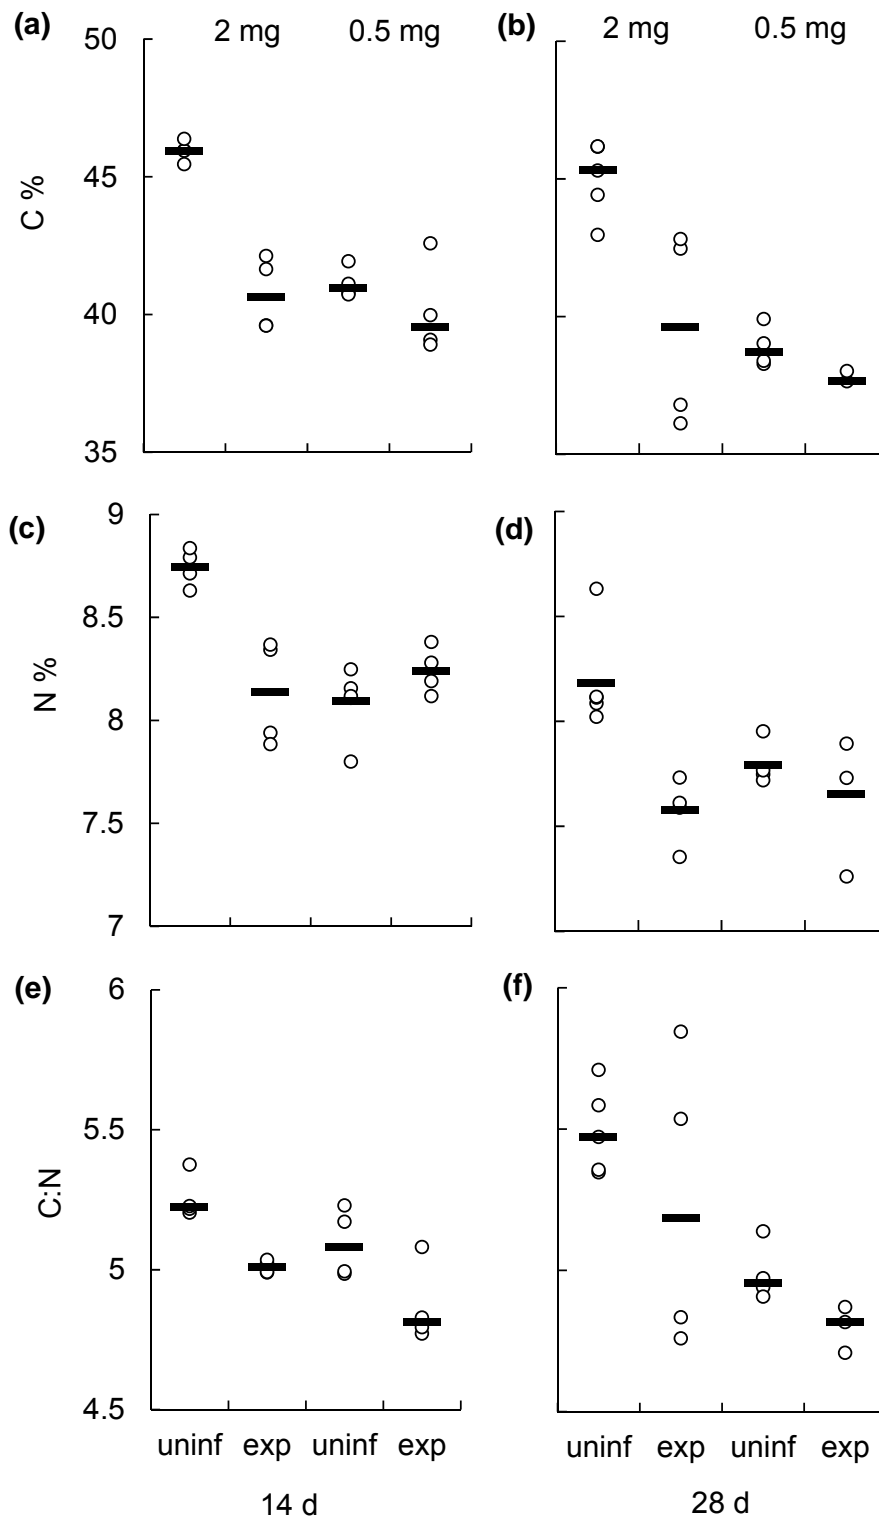 (a) 2 mg 0.5 mg (b) 2 mg 0.5 mg
50
45
C %
40
35
(c) 9 (d)
8.5
N %
8
7.5
7
(e) 6 (f)
5.5
C:N
5
4.5
uninf exp uninf exp uninf exp uninf exp
14 d 28 d